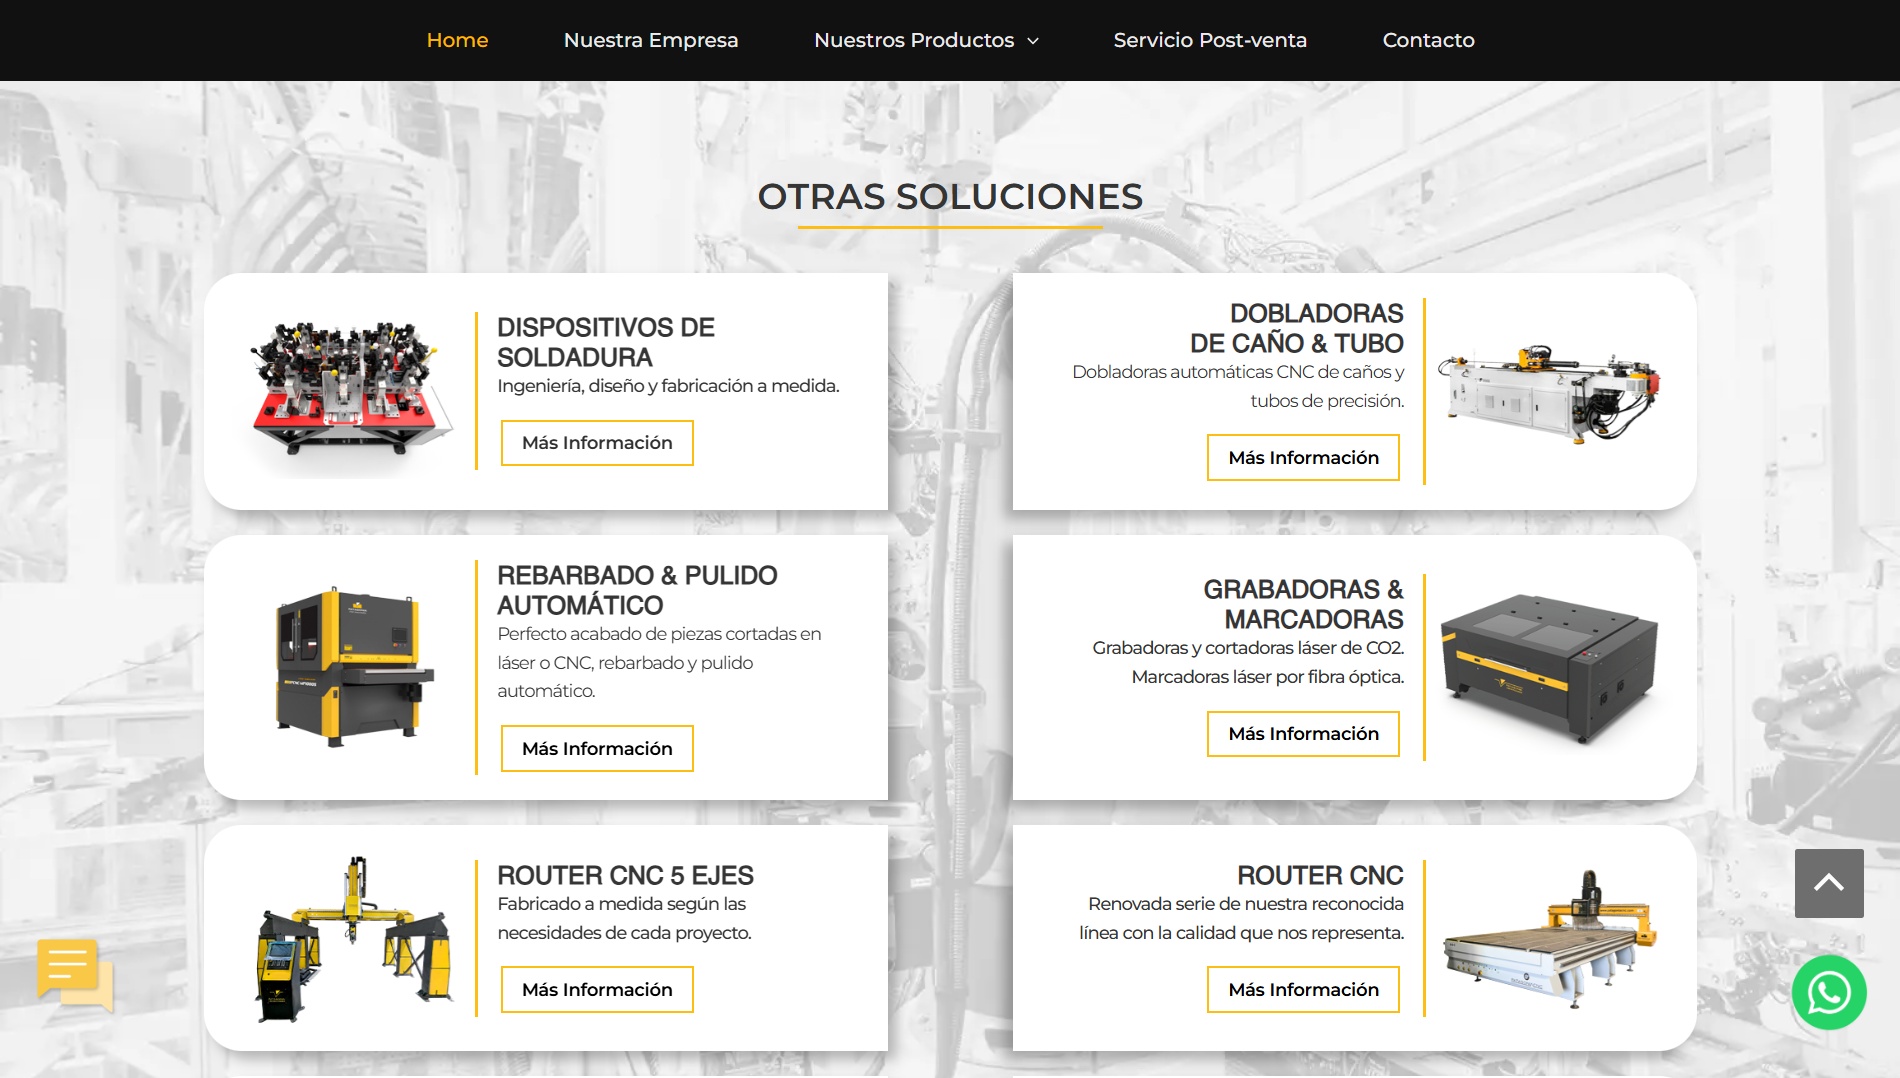 Home
Nuestra Empresa
Nuestros Productos
Servicio Post-venta
Contacto
OTRAS SOLUCIONES
DISPOSITIVOS DE
SOLDADURA
Ingeniería, diseño y fabricación a medida.
Más Información
DOBLADORAS
DE CAÑO & TUBO
Dobladoras automáticas CNC de caños y
tubos de precisión.
Más Información
REBARBADO & PULIDO
AUTOMÁTICO
Perfecto acabado de piezas cortadas en
láser o CNC, rebarbado y pulido
automático.
Más Información
GRABADORAS &
MARCADORAS
Grabadoras y cortadoras láser de CO2.
Marcadoras láser por fibra óptica.
Más Información
ROUTER CNC 5 EJES
Fabricado a medida según las
necesidades de cada proyecto.
Más Información
ROUTER CNC
Renovada serie de nuestra reconocida
línea con la calidad que nos representa.
Más Información